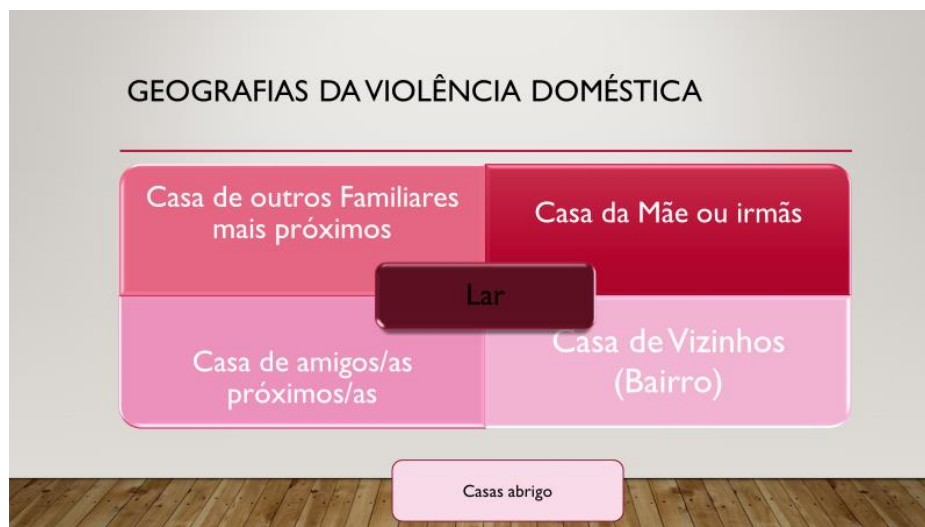 GEOGRAFIAS DA VIOLÊNCIA DOMÉSTICA
Casa de outros Familiares
mais próximos
Casa da Mãe ou irmãs
Lar
Casa de amigos/as
próximos/as
Casa de Vizinhos
(Bairro)
Casas abrigo